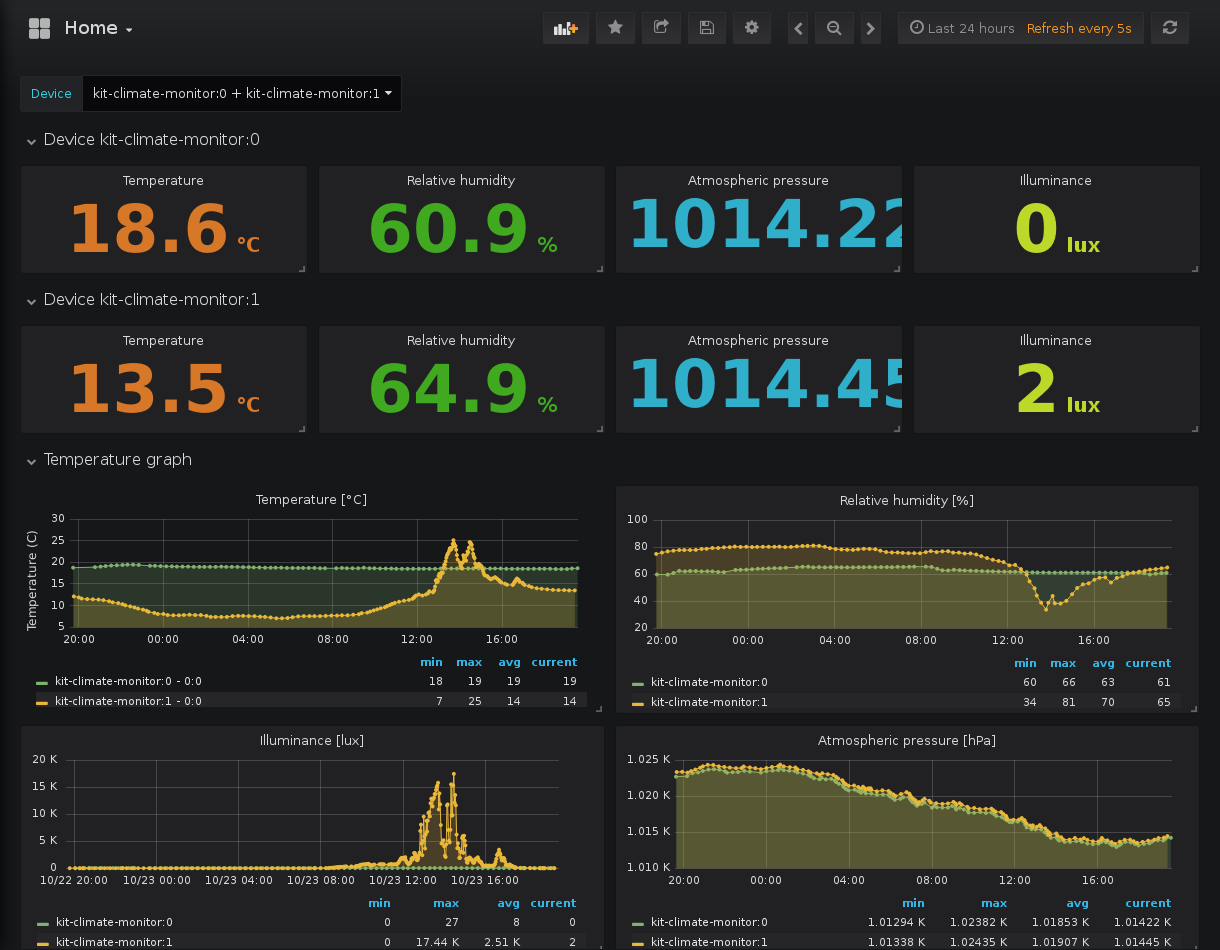 Home
Last 24 hours Refresh every 5s
Device kit-climate-monitor:0 + kit-climate-monitor:1
Device kit-climate-monitor:0
Temperature Relative humidity Atmospheric pressure Illuminance
18.6 °C 60.9 % 1014.22 0 lux
Device kit-climate-monitor:1
Temperature Relative humidity Atmospheric pressure Illuminance
13.5 °C 64.9 % 1014.45 2 lux
Temperature graph
Temperature [°C]
Temperature (C)
30
25
20
15
10
5
20:00 00:00 04:00 08:00 12:00 16:00
min max avg current
kit-climate-monitor:0 - 0:0 18 19 19 19
kit-climate-monitor:1 - 0:0 7 25 14 14
Relative humidity [%]
100
80
60
40
20
20:00 00:00 04:00 08:00 12:00 16:00
min max avg current
kit-climate-monitor:0 60 66 63 61
kit-climate-monitor:1 34 81 70 65
Illuminance [lux]
20 K
15 K
10 K
5 K
0
10/22 20:00 10/23 00:00 10/23 04:00 10/23 08:00 10/23 12:00 10/23 16:00
min max avg current
kit-climate-monitor:0 0 27 8 0
kit-climate-monitor:1 0 17.44 K 2.51 K 2
Atmospheric pressure [hPa]
1.025 K
1.020 K
1.015 K
1.010 K
20:00 00:00 04:00 08:00 12:00 16:00
min max avg current
kit-climate-monitor:0 1.01294 K 1.02382 K 1.01853 K 1.01422 K
kit-climate-monitor:1 1.01338 K 1.02435 K 1.01907 K 1.01445 K